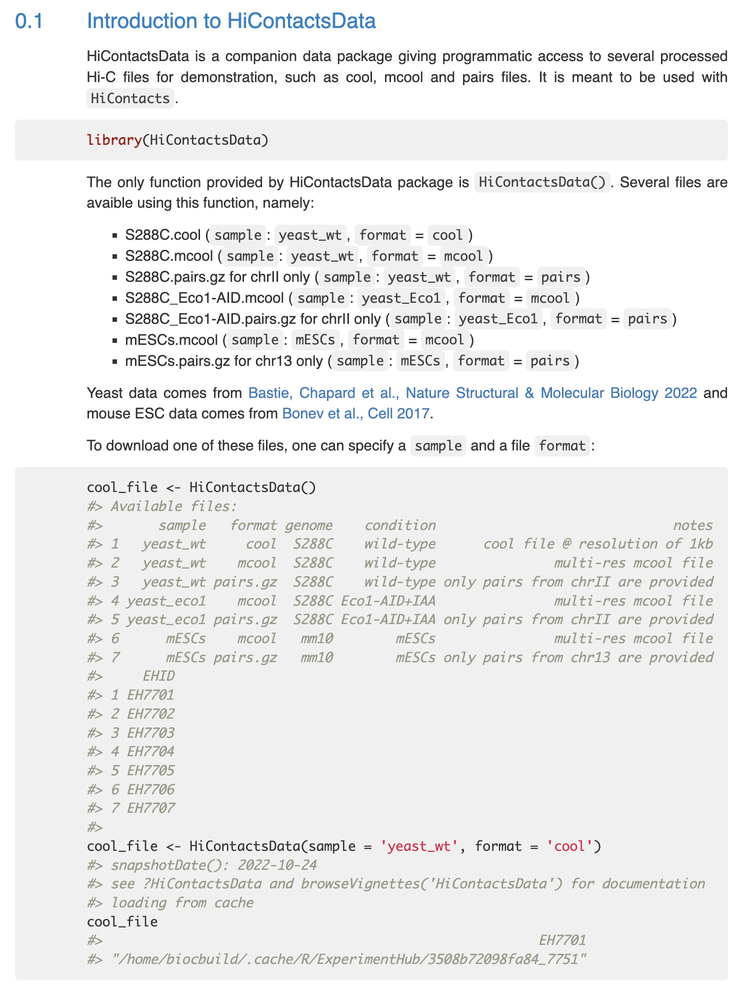 0.1 Introduction to HiContactsData
HiContactsData is a companion data package giving programmatic access to several processed
Hi-C files for demonstration, such as cool, mcool and pairs files. It is meant to be used with
HiContacts.
library(HiContactsData)
The only function provided by HiContactsData package is HiContactsData(). Several files are
avaible using this function, namely:
▪ S288C.cool (sample: yeast_wt, format = cool)
▪ S288C.mcool (sample: yeast_wt, format = mcool)
▪ S288C.pairs.gz for chrII only (sample: yeast_wt, format = pairs)
▪ S288C_Eco1-AID.mcool (sample: yeast_Eco1, format = mcool)
▪ S288C_Eco1-AID.pairs.gz for chrII only (sample: yeast_Eco1, format = pairs)
▪ mESCs.mcool (sample: mESCs, format = mcool)
▪ mESCs.pairs.gz for chr13 only (sample: mESCs, format = pairs)
Yeast data comes from Bastie, Chapard et al., Nature Structural & Molecular Biology 2022 and
mouse ESC data comes from Bonev et al., Cell 2017.
To download one of these files, one can specify a sample and a file format:
cool_file <- HiContactsData()
#> Available files:
#>       sample   format genome    condition                              notes
#> 1   yeast_wt     cool  S288C    wild-type      cool file @ resolution of 1kb
#> 2   yeast_wt    mcool  S288C    wild-type               multi-res mcool file
#> 3   yeast_wt pairs.gz  S288C    wild-type only pairs from chrII are provided
#> 4 yeast_eco1    mcool  S288C Eco1-AID+IAA               multi-res mcool file
#> 5 yeast_eco1 pairs.gz  S288C Eco1-AID+IAA only pairs from chrII are provided
#> 6      mESCs    mcool   mm10        mESCs               multi-res mcool file
#> 7      mESCs pairs.gz   mm10        mESCs only pairs from chr13 are provided
#>     EHID
#> 1 EH7701
#> 2 EH7702
#> 3 EH7703
#> 4 EH7704
#> 5 EH7705
#> 6 EH7706
#> 7 EH7707
#>
cool_file <- HiContactsData(sample = 'yeast_wt', format = 'cool')
#> snapshotDate(): 2022-10-24
#> see ?HiContactsData and browseVignettes('HiContactsData') for documentation
#> loading from cache
cool_file
#>                                                       EH7701
#> "/home/biocbuild/.cache/R/ExperimentHub/3508b72098fa84_7751"